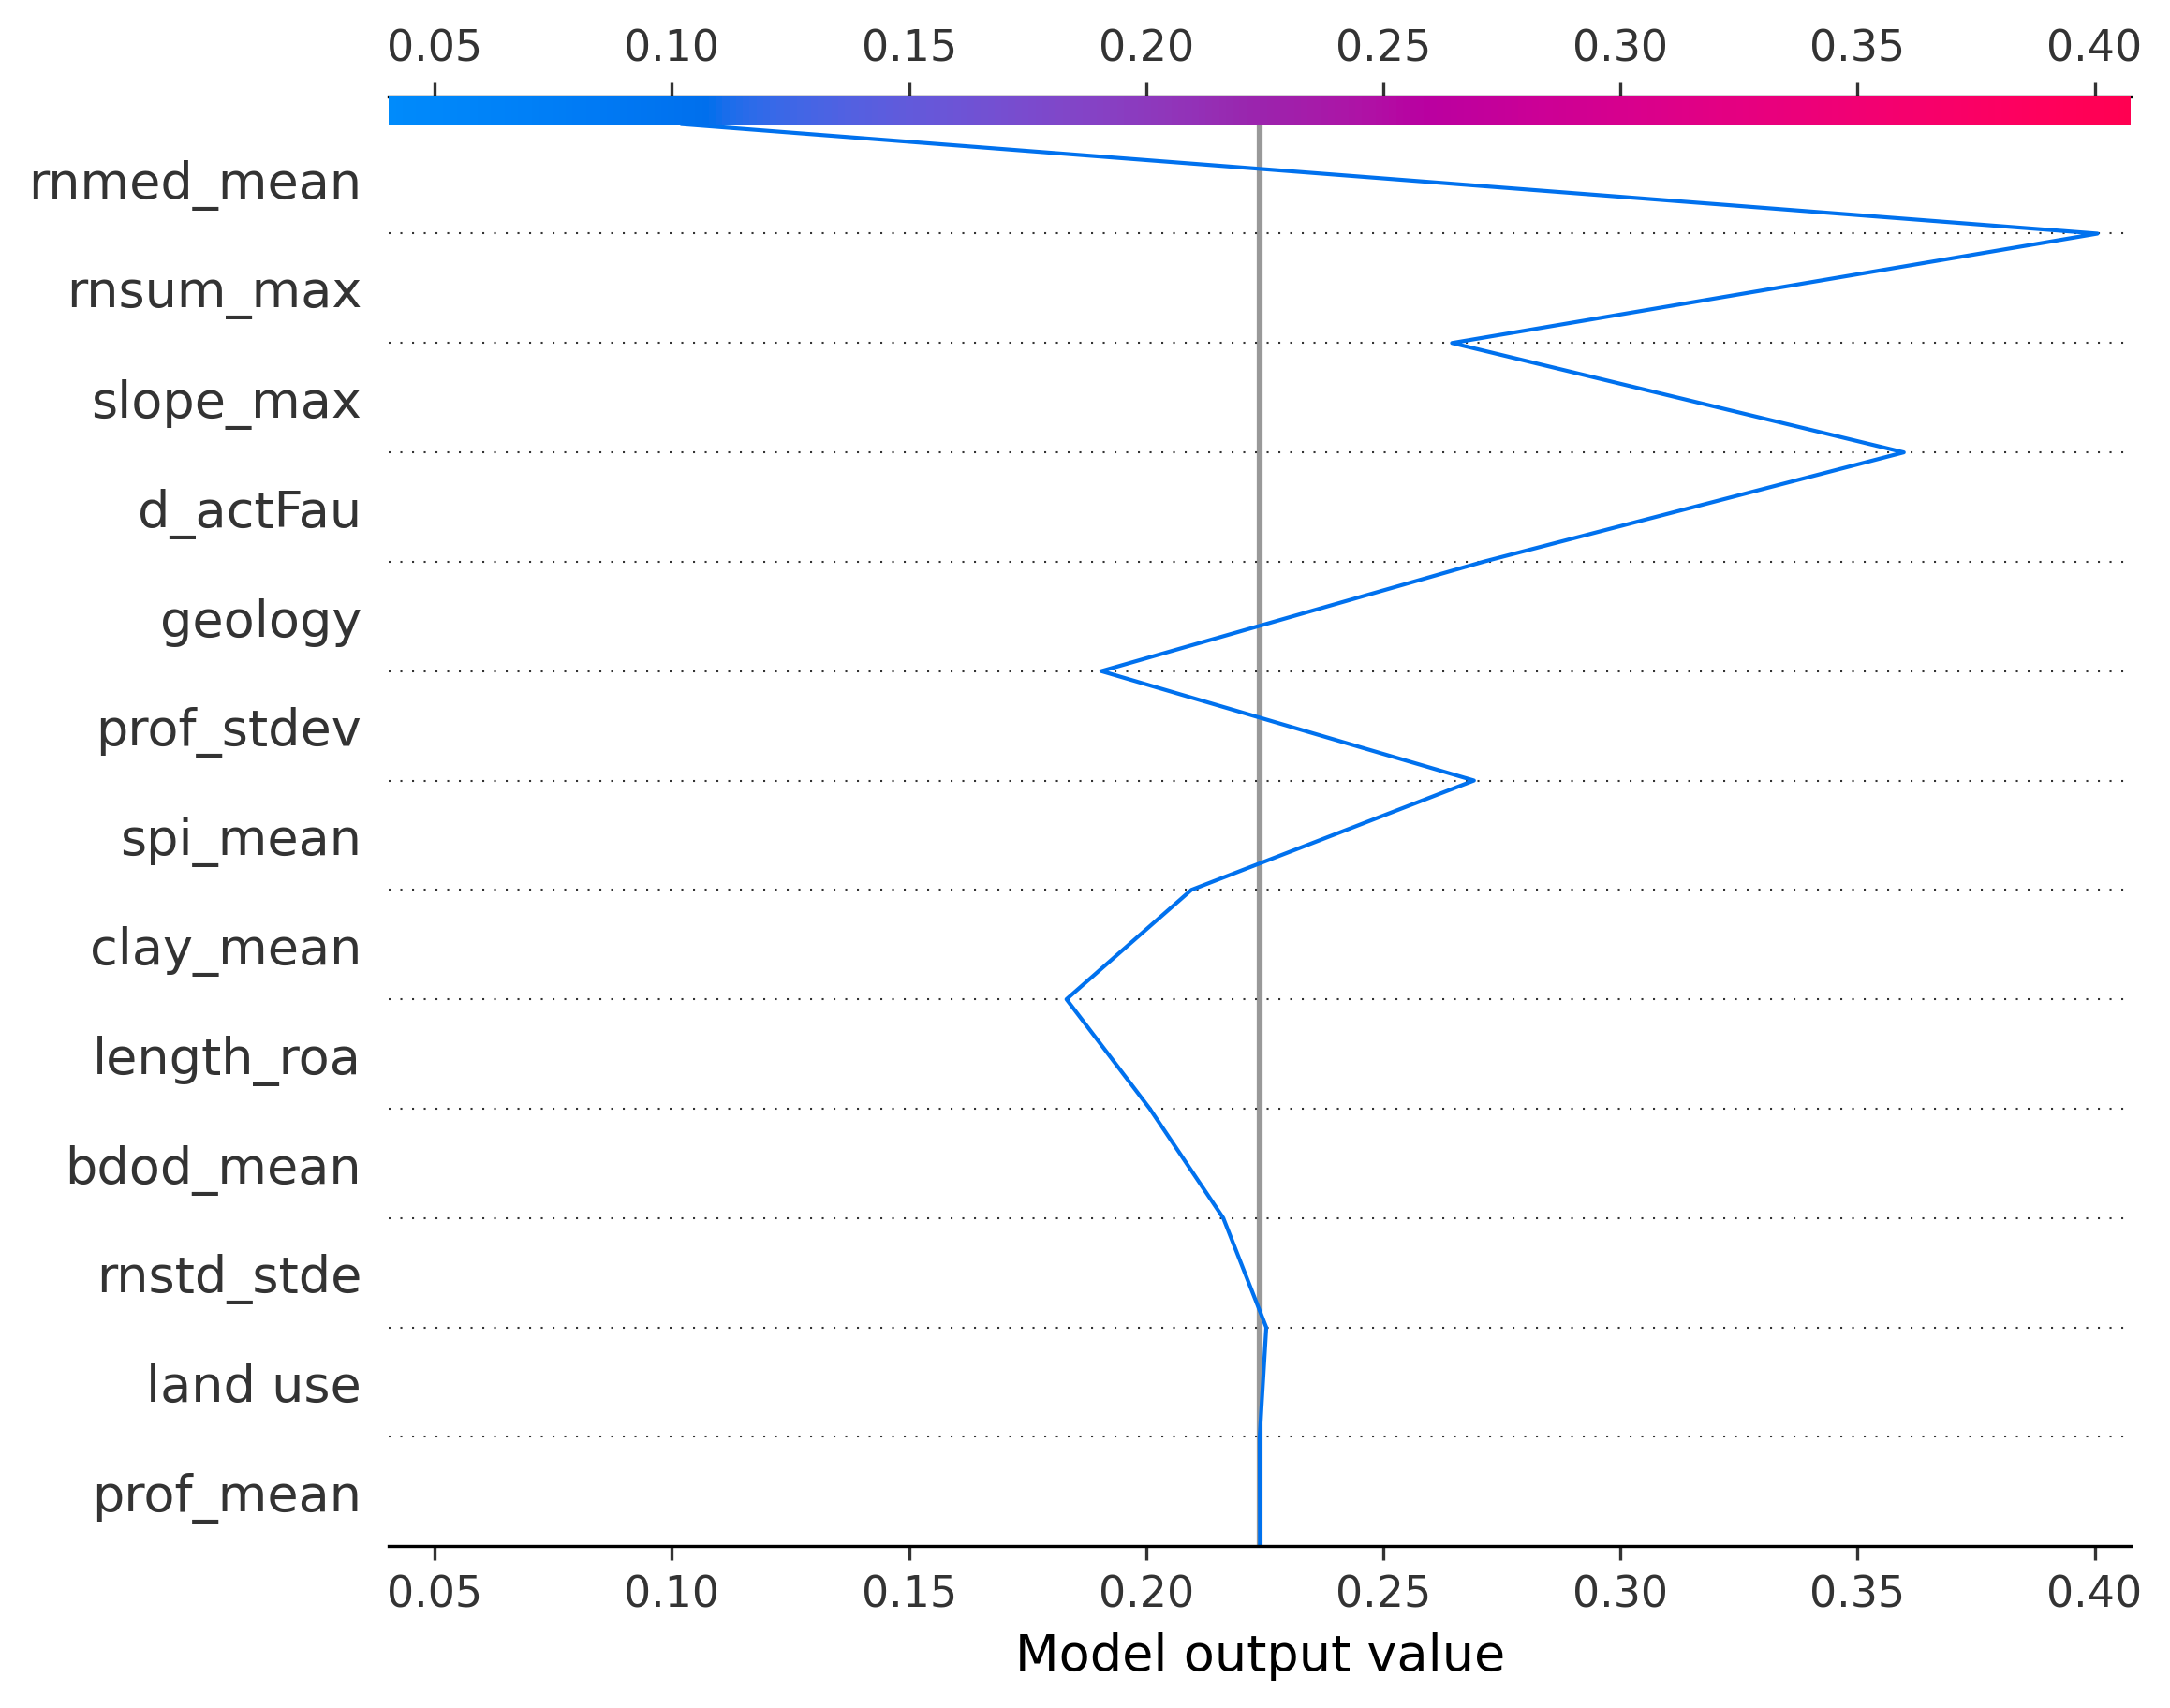 0.05 0.10 0.15 0.20 0.25 0.30 0.35 0.40
rnmed_mean
rnsum_max
slope_max
d_actFau
geology
prof_stdev
spi_mean
clay_mean
length_roa
bdod_mean
rnstd_stde
land use
prof_mean
0.05 0.10 0.15 0.20 0.25 0.30 0.35 0.40
Model output value